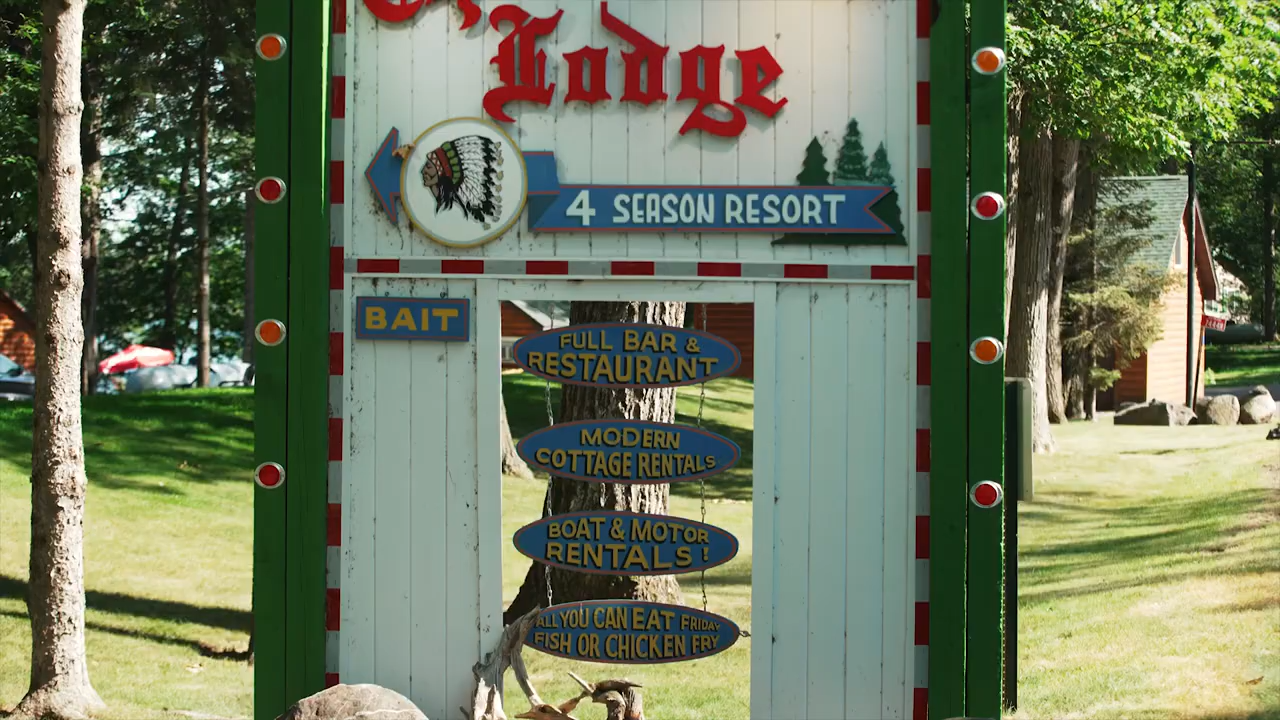 Lodge
4 SEASON RESORT
BAIT
FULL BAR &
RESTAURANT
MODERN
COTTAGE RENTALS
BOAT & MOTOR
RENTALS!
ALL YOU CAN EAT FRIDAY
FISH OR CHICKEN FRY